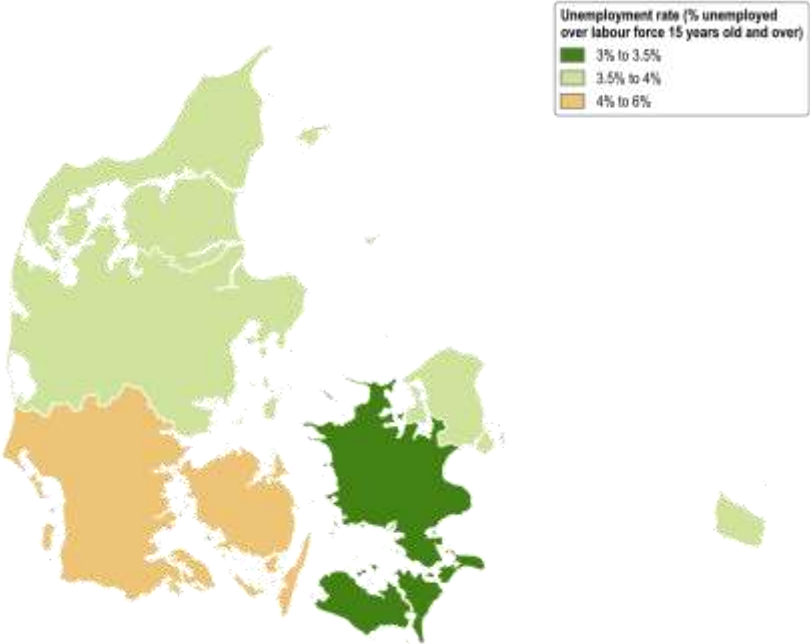 Unemployment rate (% unemployed
over labour force 15 years old and over)
3% to 3.5%
3.5% to 4%
4% to 6%